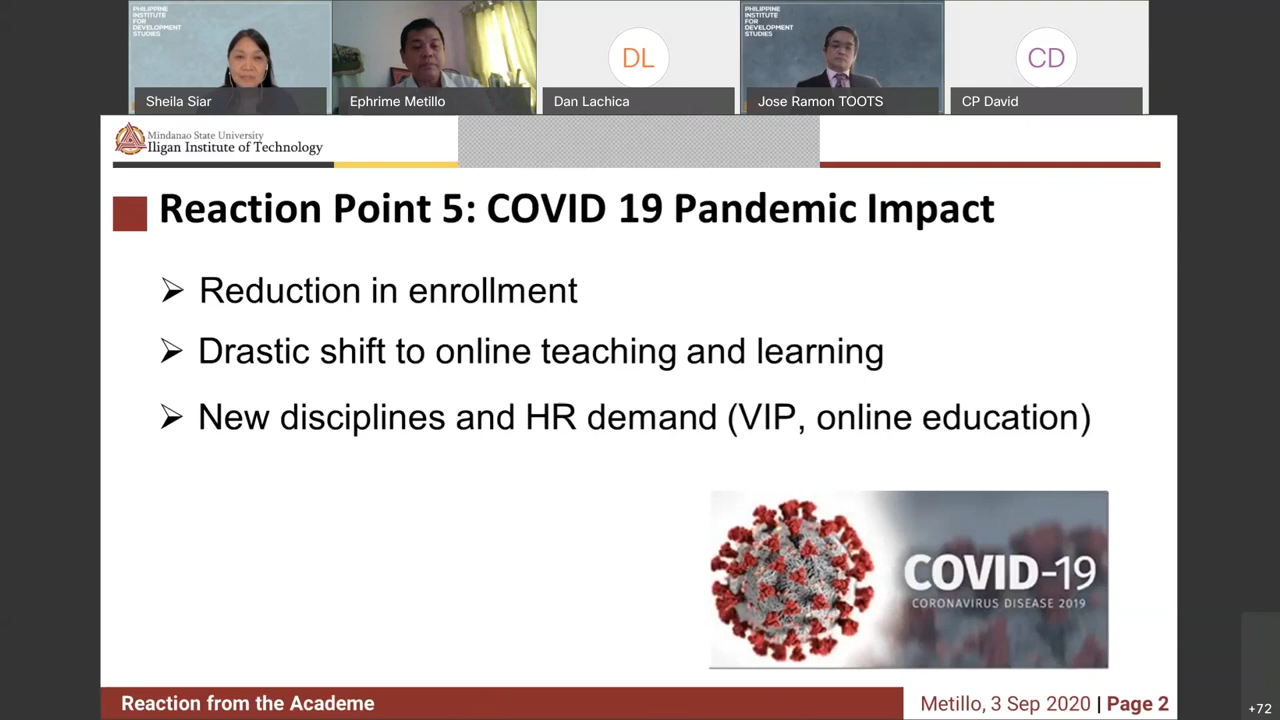 PHILIPPINE
INSTITUTE
FOR
DEVELOPMENT
STUDIES
Sheila Siar
Ephrime Metillo
DL
Dan Lachica
PHILIPPINE
INSTITUTE
FOR
DEVELOPMENT
STUDIES
Jose Ramon TOOTS
CD
CP David
Mindanao State University
Iligan Institute of Technology
Reaction Point 5: COVID 19 Pandemic Impact
➢ Reduction in enrollment
➢ Drastic shift to online teaching and learning
➢ New disciplines and HR demand (VIP, online education)
COVID-19
CORONAVIRUS DISEASE 2019
Reaction from the Academe
Metillo, 3 Sep 2020 | Page 2
+72